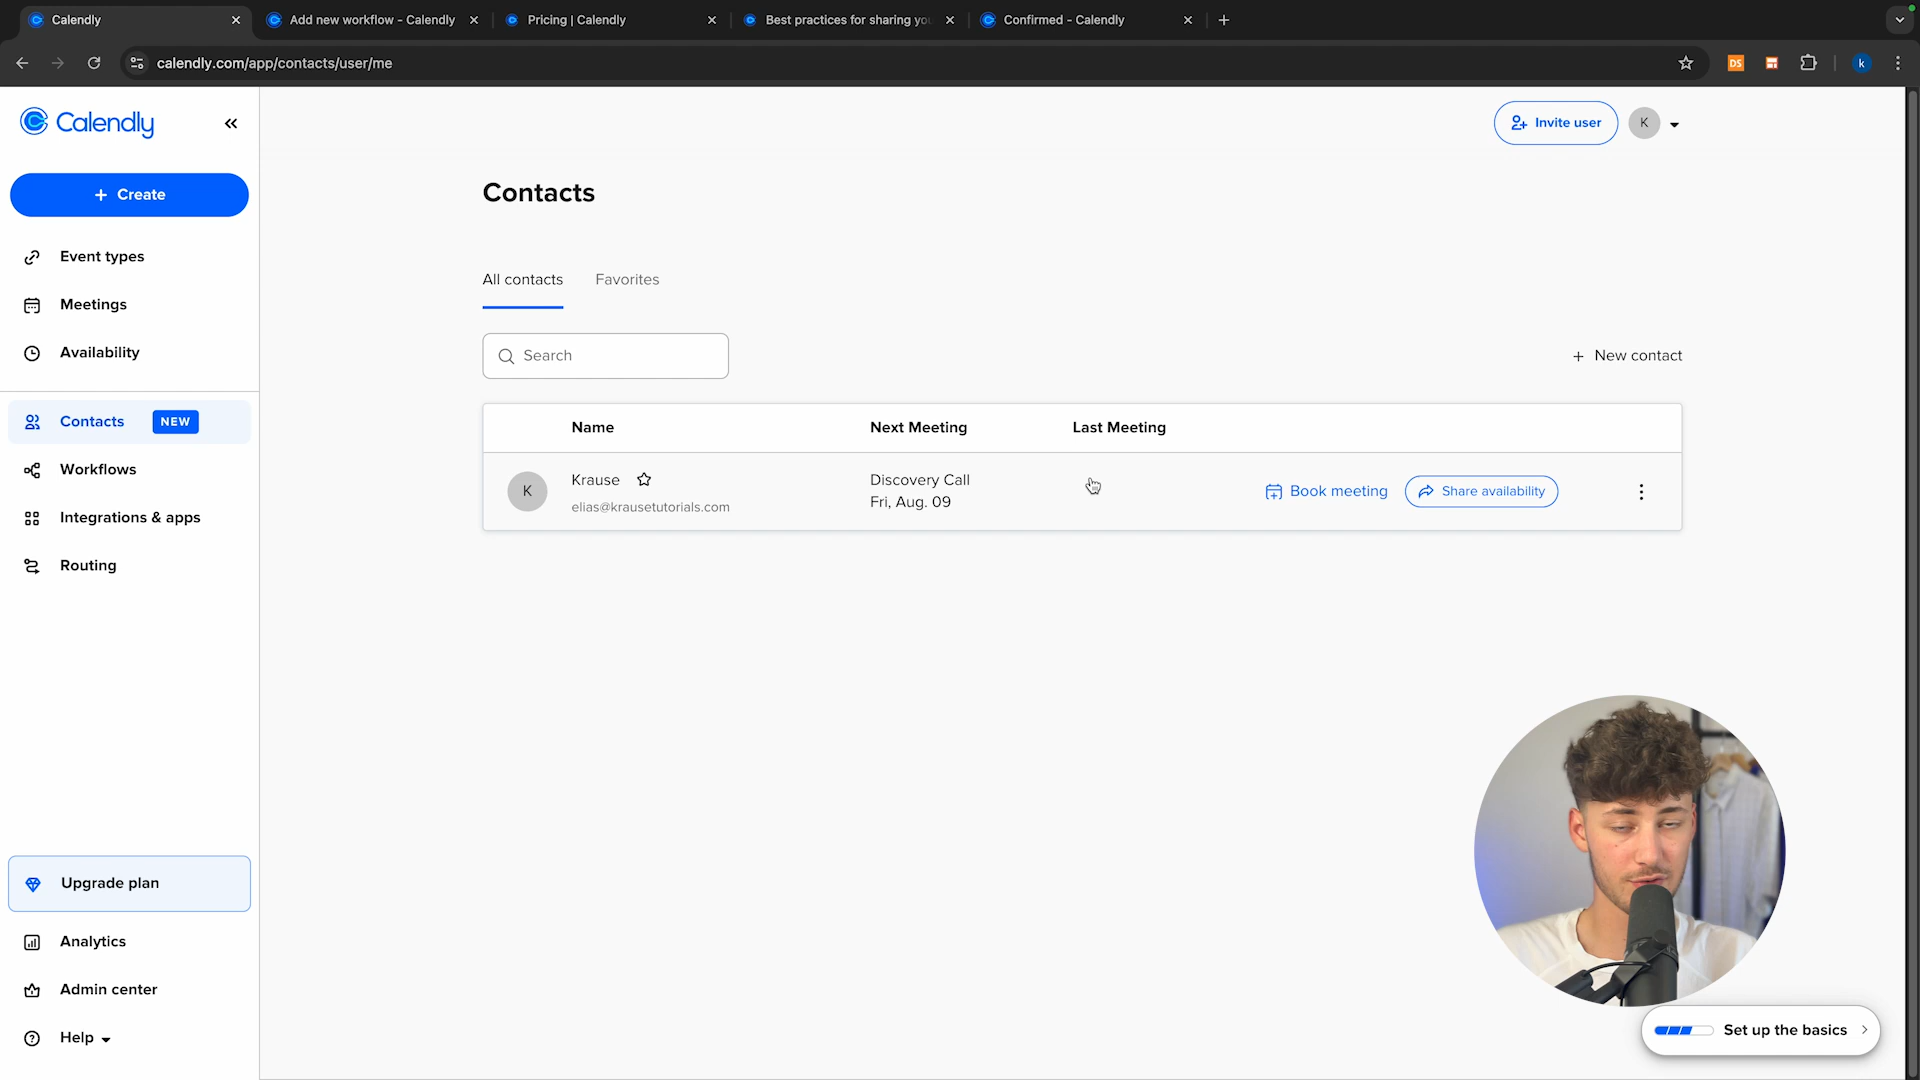 Calendly
Add new workflow - Calendly
Pricing | Calendly
Best practices for sharing you
Confirmed - Calendly
calendly.com/app/contacts/user/me
DS
k
Calendly
Invite user
K
+ Create
Contacts
Event types
Meetings
All contacts
Favorites
Availability
Search
+ New contact
Contacts
NEW
Name
Next Meeting
Last Meeting
Workflows
K
Krause
elias@krausetutorials.com
Discovery Call
Fri, Aug. 09
Book meeting
Share availability
Integrations & apps
Routing
Upgrade plan
Analytics
Admin center
Help
Set up the basics